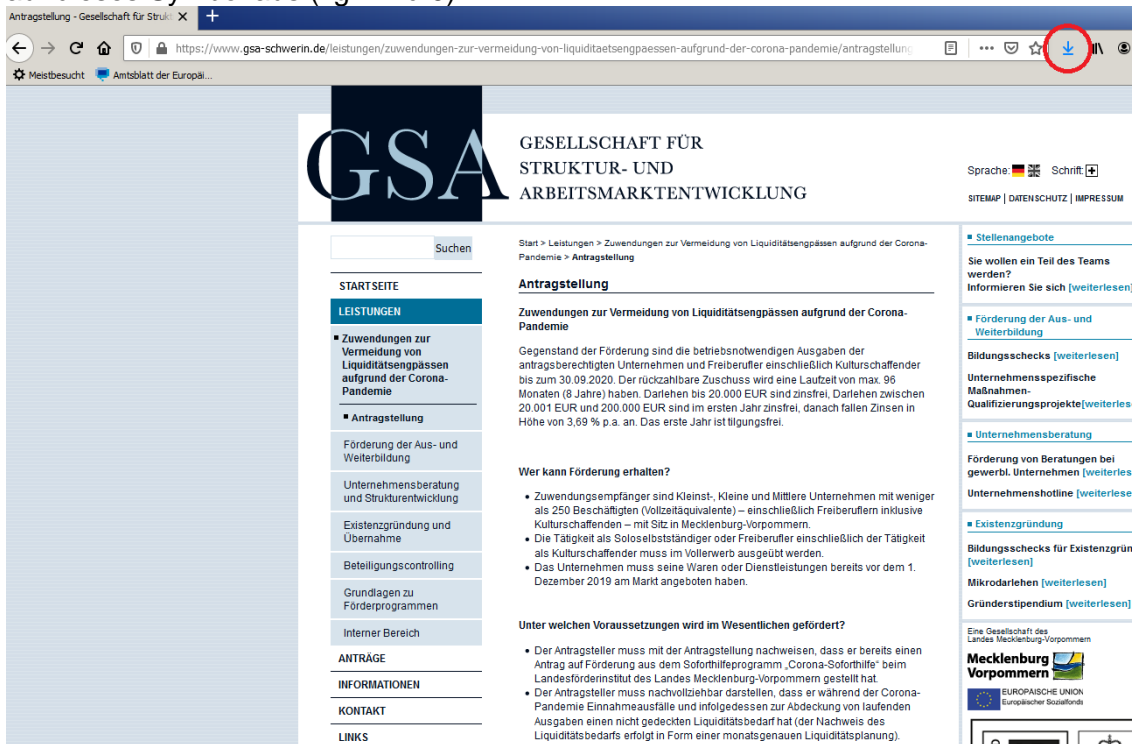 Antragstellung - Gesellschaft für Strukt
https://www.gsa-schwerin.de/leistungen/zuwendungen-zur-vermeidung-von-liquiditaetsengpaessen-aufgrund-der-corona-pandemie/antragstellung
Meistbesucht Amtsblatt der Europäi...
GSA
GESELLSCHAFT FÜR
STRUKTUR- UND
ARBEITSMARKTENTWICKLUNG
Sprache: Schrift:
SITEMAP | DATENSCHUTZ | IMPRESSUM
Suchen
STARTSEITE
LEISTUNGEN
Zuwendungen zur
Vermeidung von
Liquiditätsengpässen
aufgrund der Corona-
Pandemie
Antragstellung
Förderung der Aus- und
Weiterbildung
Unternehmensberatung
und Strukturentwicklung
Existenzgründung und
Übernahme
Beteiligungscontrolling
Grundlagen zu
Förderprogrammen
Interner Bereich
ANTRÄGE
INFORMATIONEN
KONTAKT
LINKS
Start > Leistungen > Zuwendungen zur Vermeidung von Liquiditätsengpässen aufgrund der Corona-
Pandemie > Antragstellung
Antragstellung
Zuwendungen zur Vermeidung von Liquiditätsengpässen aufgrund der Corona-
Pandemie
Gegenstand der Förderung sind die betriebsnotwendigen Ausgaben der
antragsberechtigten Unternehmen und Freiberufler einschließlich Kulturschaffender
bis zum 30.09.2020. Der rückzahlbare Zuschuss wird eine Laufzeit von max. 96
Monaten (8 Jahre) haben. Darlehen bis 20.000 EUR sind zinsfrei, Darlehen zwischen
20.001 EUR und 200.000 EUR sind im ersten Jahr zinsfrei, danach fallen Zinsen in
Höhe von 3,69 % p.a. an. Das erste Jahr ist tilgungsfrei.
Wer kann Förderung erhalten?
• Zuwendungsempfänger sind Kleinst-, Kleine und Mittlere Unternehmen mit weniger
als 250 Beschäftigten (Vollzeitäquivalente) – einschließlich Freiberuflern inklusive
Kulturschaffenden – mit Sitz in Mecklenburg-Vorpommern.
• Die Tätigkeit als Soloselbstständiger oder Freiberufler einschließlich der Tätigkeit
als Kulturschaffender muss im Vollerwerb ausgeübt werden.
• Das Unternehmen muss seine Waren oder Dienstleistungen bereits vor dem 1.
Dezember 2019 am Markt angeboten haben.
Unter welchen Voraussetzungen wird im Wesentlichen gefördert?
• Der Antragsteller muss mit der Antragstellung nachweisen, dass er bereits einen
Antrag auf Förderung aus dem Soforthilfeprogramm „Corona-Soforthilfe" beim
Landesförderinstitut des Landes Mecklenburg-Vorpommern gestellt hat.
• Der Antragsteller muss nachvollziehbar darstellen, dass er während der Corona-
Pandemie Einnahmeausfälle und infolgedessen zur Abdeckung von laufenden
Ausgaben einen nicht gedeckten Liquiditätsbedarf hat (der Nachweis des
Liquiditätsbedarfs erfolgt in Form einer monatsgenauen Liquiditätsplanung).
Stellenangebote
Sie wollen ein Teil des Teams
werden?
Informieren Sie sich [weiterlesen]
Förderung der Aus- und
Weiterbildung
Bildungsschecks [weiterlesen]
Unternehmensspezifische
Maßnahmen-
Qualifizierungsprojekte[weiterles
Unternehmensberatung
Förderung von Beratungen bei
gewerbl. Unternehmen [weiterles
Unternehmenshotline [weiterlese
Existenzgründung
Bildungsschecks für Existenzgrün
[weiterlesen]
Mikrodarlehen [weiterlesen]
Gründerstipendium [weiterlesen]
Eine Gesellschaft des
Landes Mecklenburg-Vorpommern
Mecklenburg
Vorpommern
EUROPÄISCHE UNION
Europäischer Sozialfonds